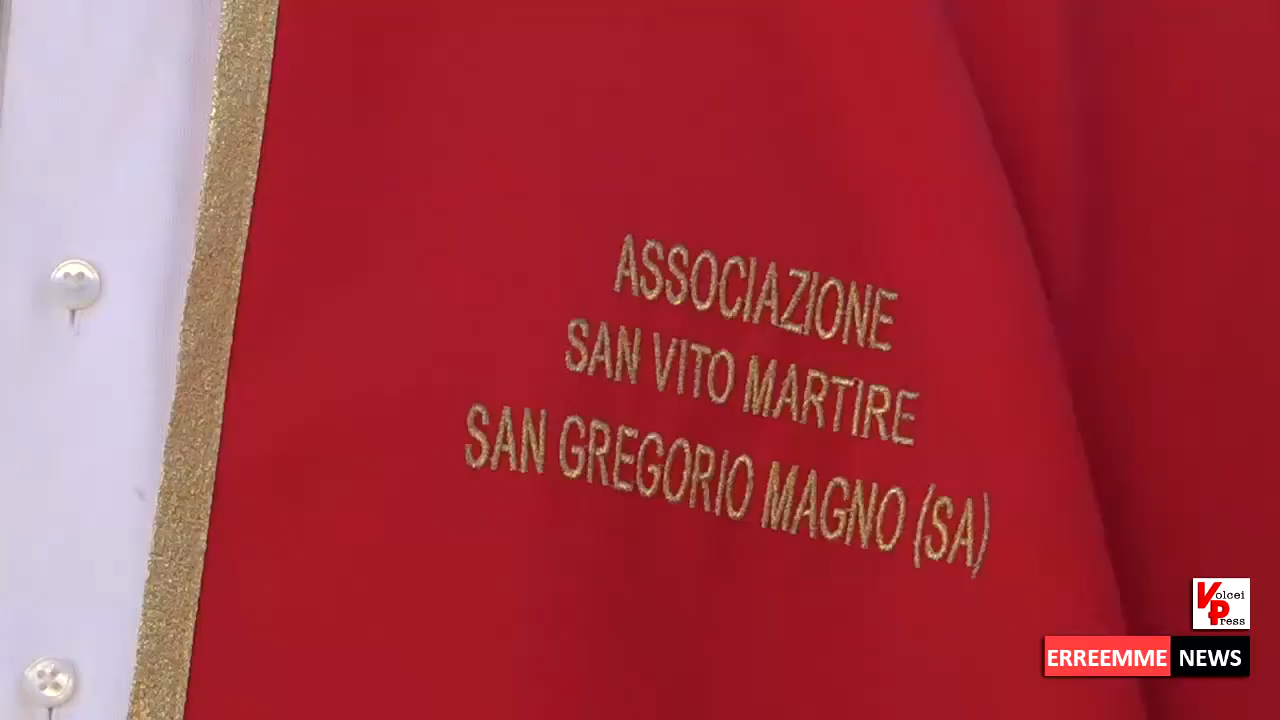 ASSOCIAZIONE
SAN VITO MARTIRE
SAN GREGORIO MAGNO (SA)
Volcei
Press
ERREEMME NEWS